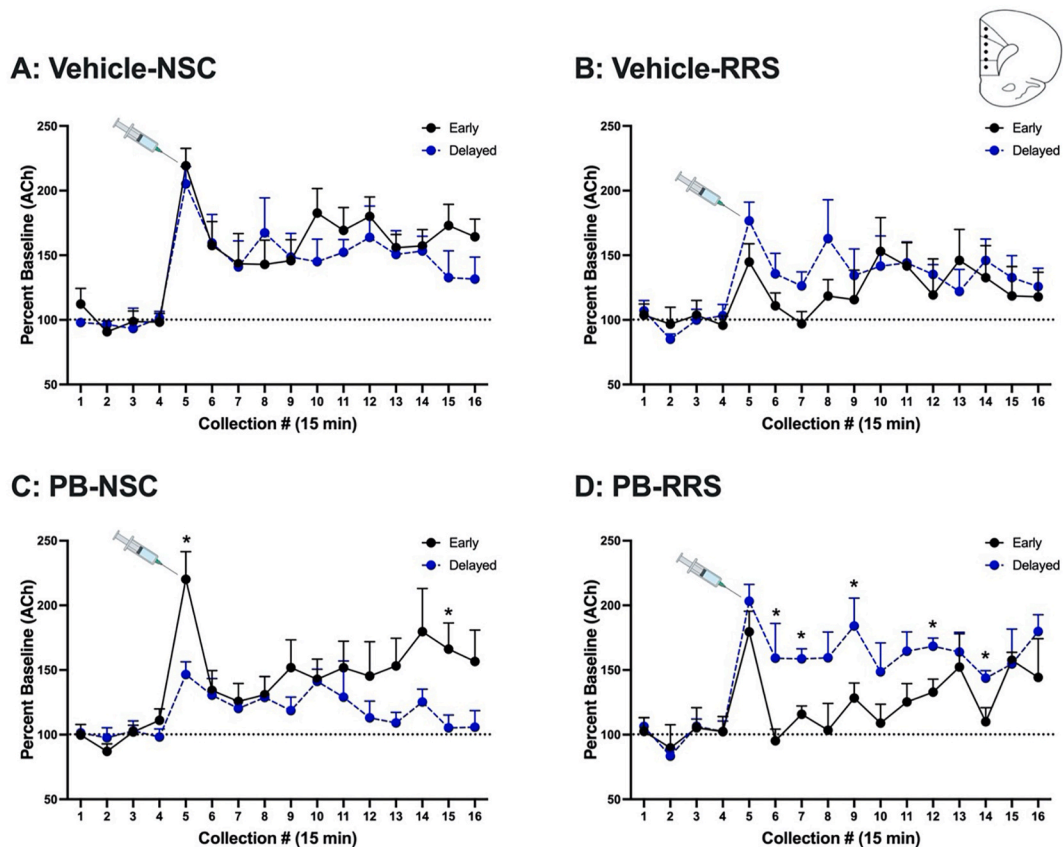 A: Vehicle-NSC
Percent Baseline (ACh)
250
200
150
100
50
Early
Delayed
1 2 3 4 5 6 7 8 9 10 11 12 13 14 15 16
Collection # (15 min)
B: Vehicle-RRS
Percent Baseline (ACh)
250
200
150
100
50
Early
Delayed
1 2 3 4 5 6 7 8 9 10 11 12 13 14 15 16
Collection # (15 min)
C: PB-NSC
Percent Baseline (ACh)
250
200
150
100
50
*
*
Early
Delayed
1 2 3 4 5 6 7 8 9 10 11 12 13 14 15 16
Collection # (15 min)
D: PB-RRS
Percent Baseline (ACh)
250
200
150
100
50
* * * * *
Early
Delayed
1 2 3 4 5 6 7 8 9 10 11 12 13 14 15 16
Collection # (15 min)